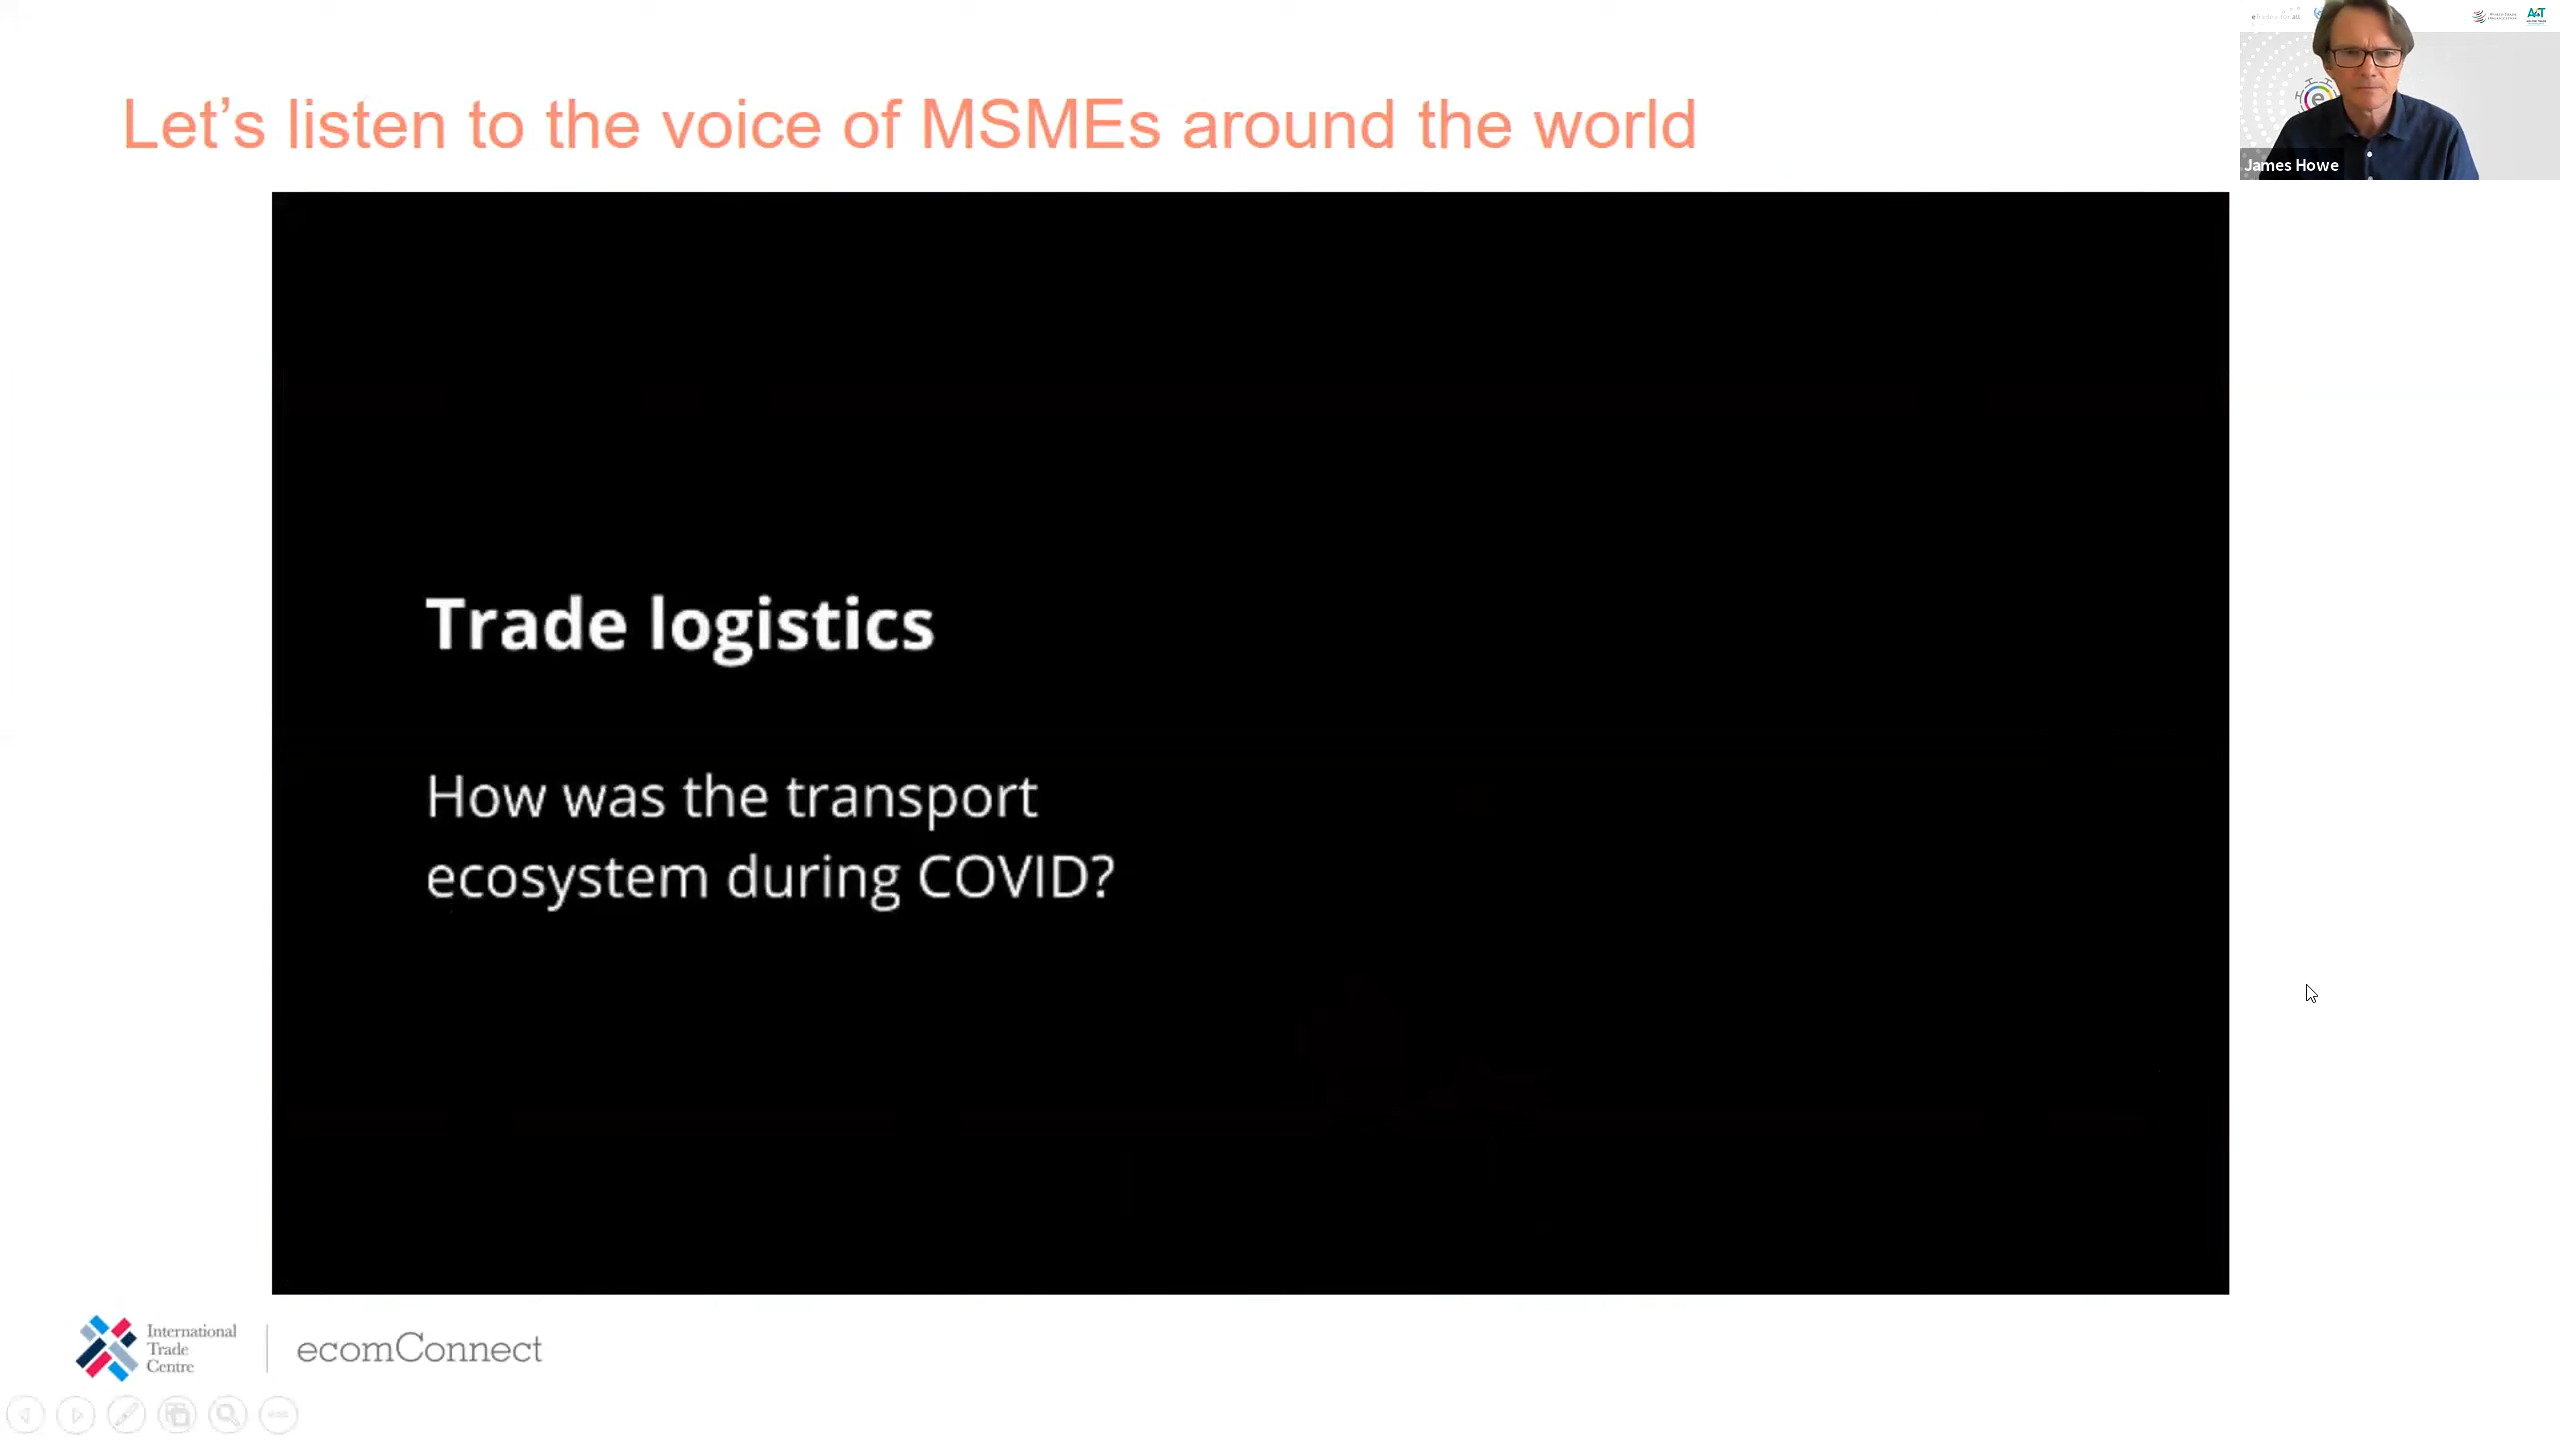 Let's listen to the voice of MSMEs around the world
James Howe
Trade logistics
How was the transport
ecosystem during COVID?
International
Trade
Centre
ecomConnect